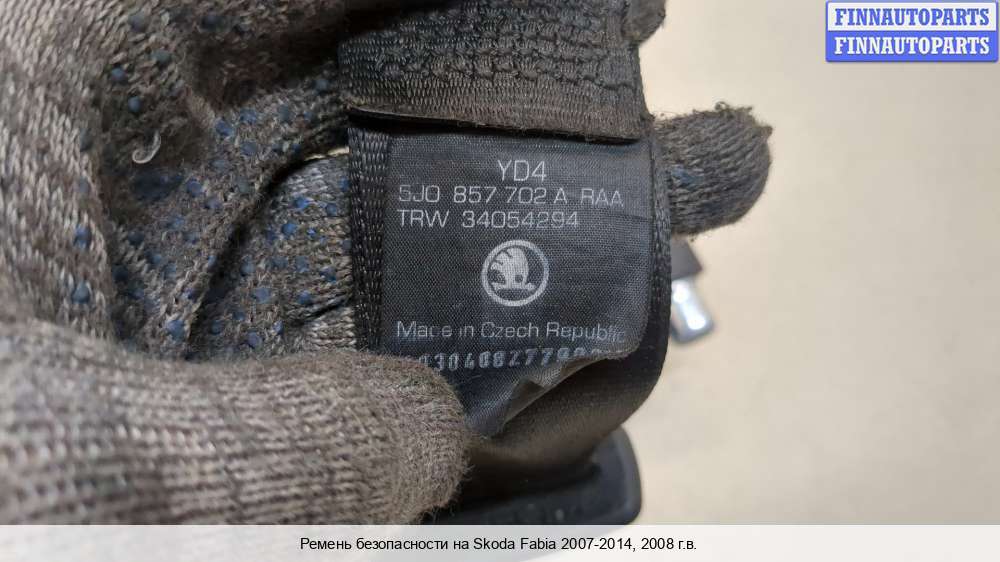 FINNAUTOPARTS
FINNAUTOPARTS
YD4
5J0 857 702 A RAA
TRW 34054294
Made in Czech Republic
Ремень безопасности на Skoda Fabia 2007-2014, 2008 г.в.